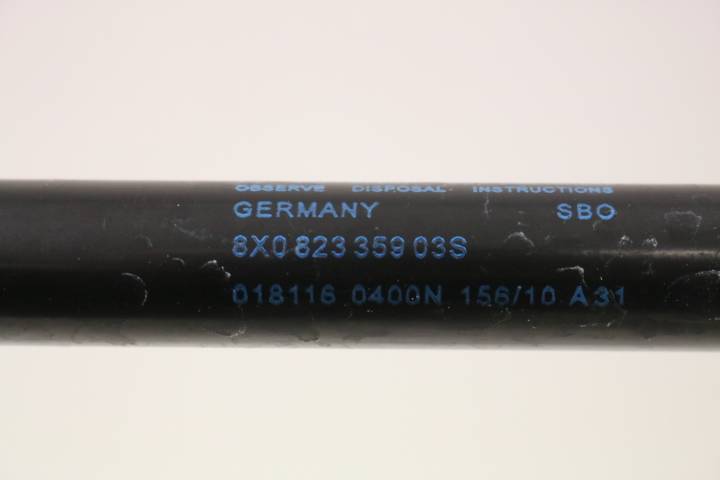 OBSERVE DISPOSAL INSTRUCTIONS
GERMANY SBO
8X0 823 359 03S
018116 0400N 156/10 A31